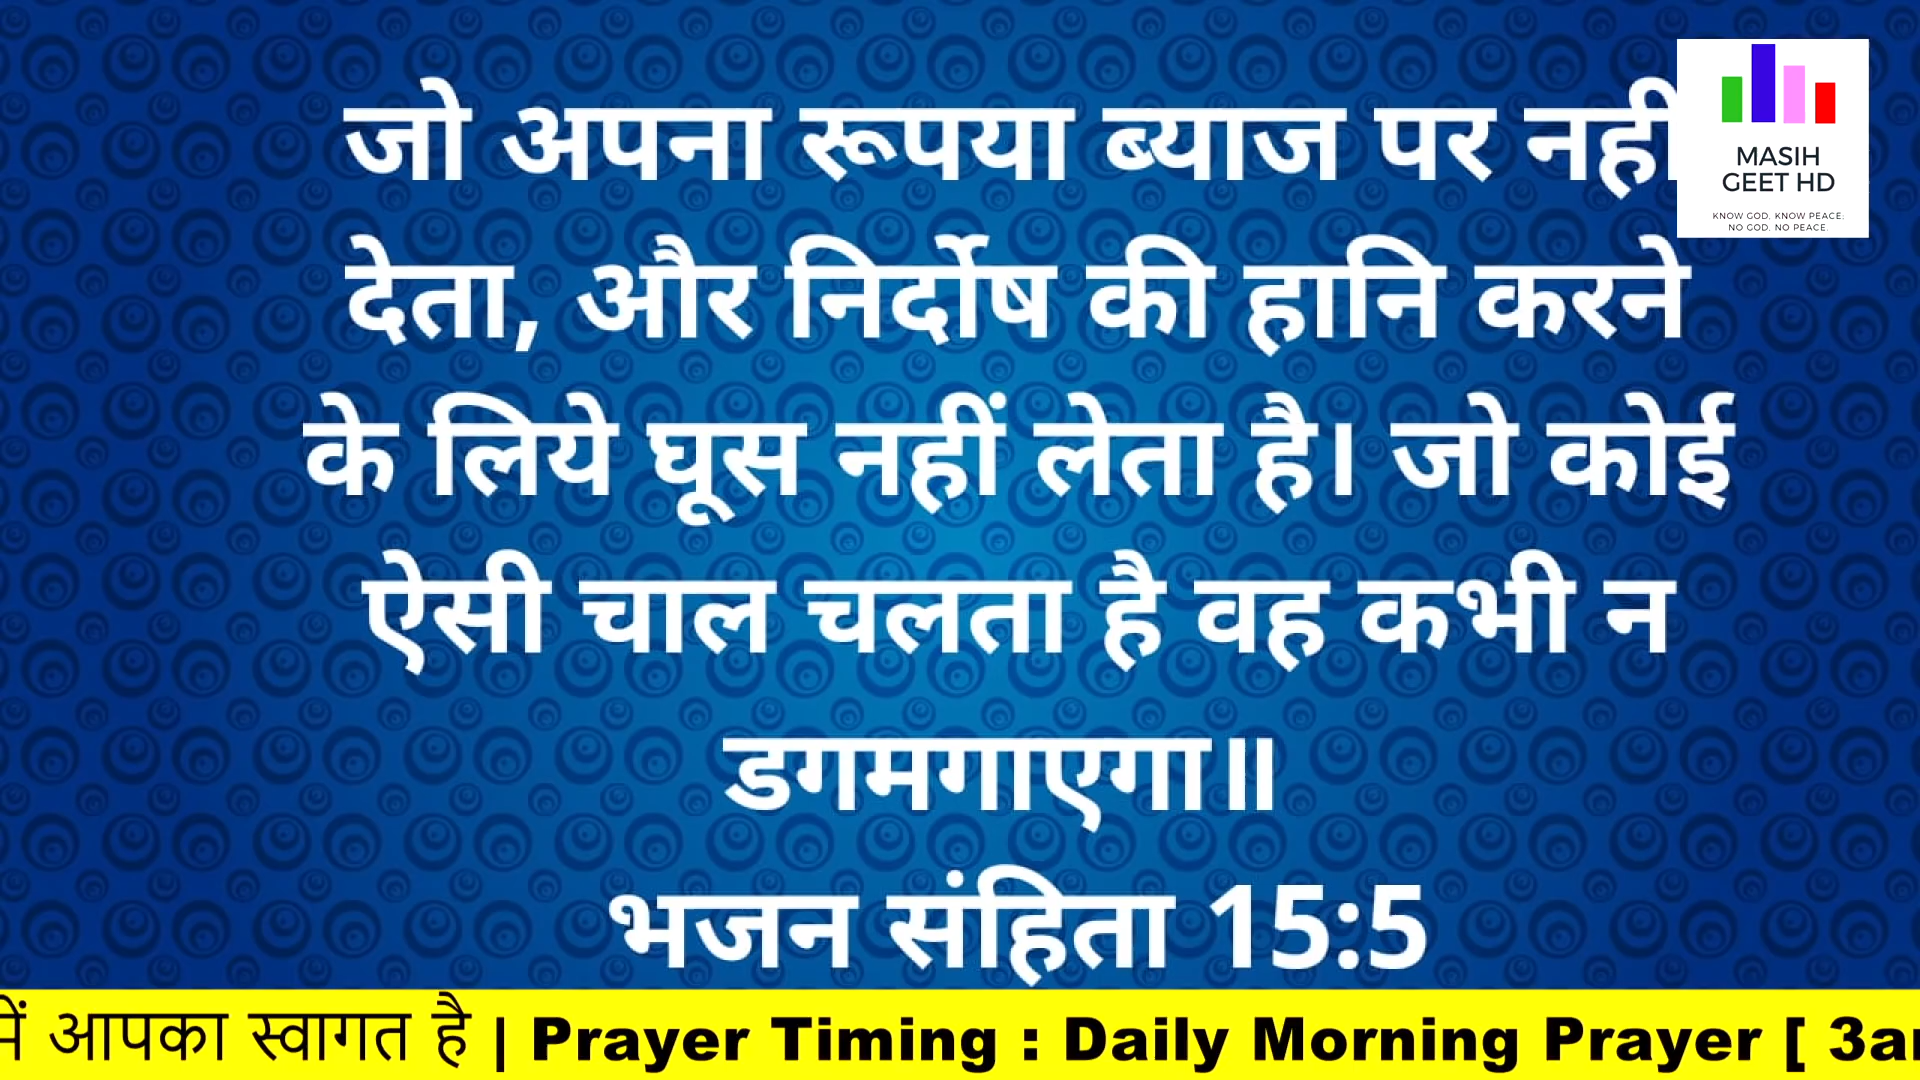 जो अपना रूपया ब्याज पर नहीं
देता, और निर्दोष की हानि करने
के लिये घूस नहीं लेता है। जो कोई
ऐसी चाल चलता है वह कभी न
डगमगाएगा॥
भजन संहिता 15:5
MASIH
GEET HD
KNOW GOD. KNOW PEACE;
NO GOD. NO PEACE.
में आपका स्वागत है | Prayer Timing : Daily Morning Prayer [ 3am